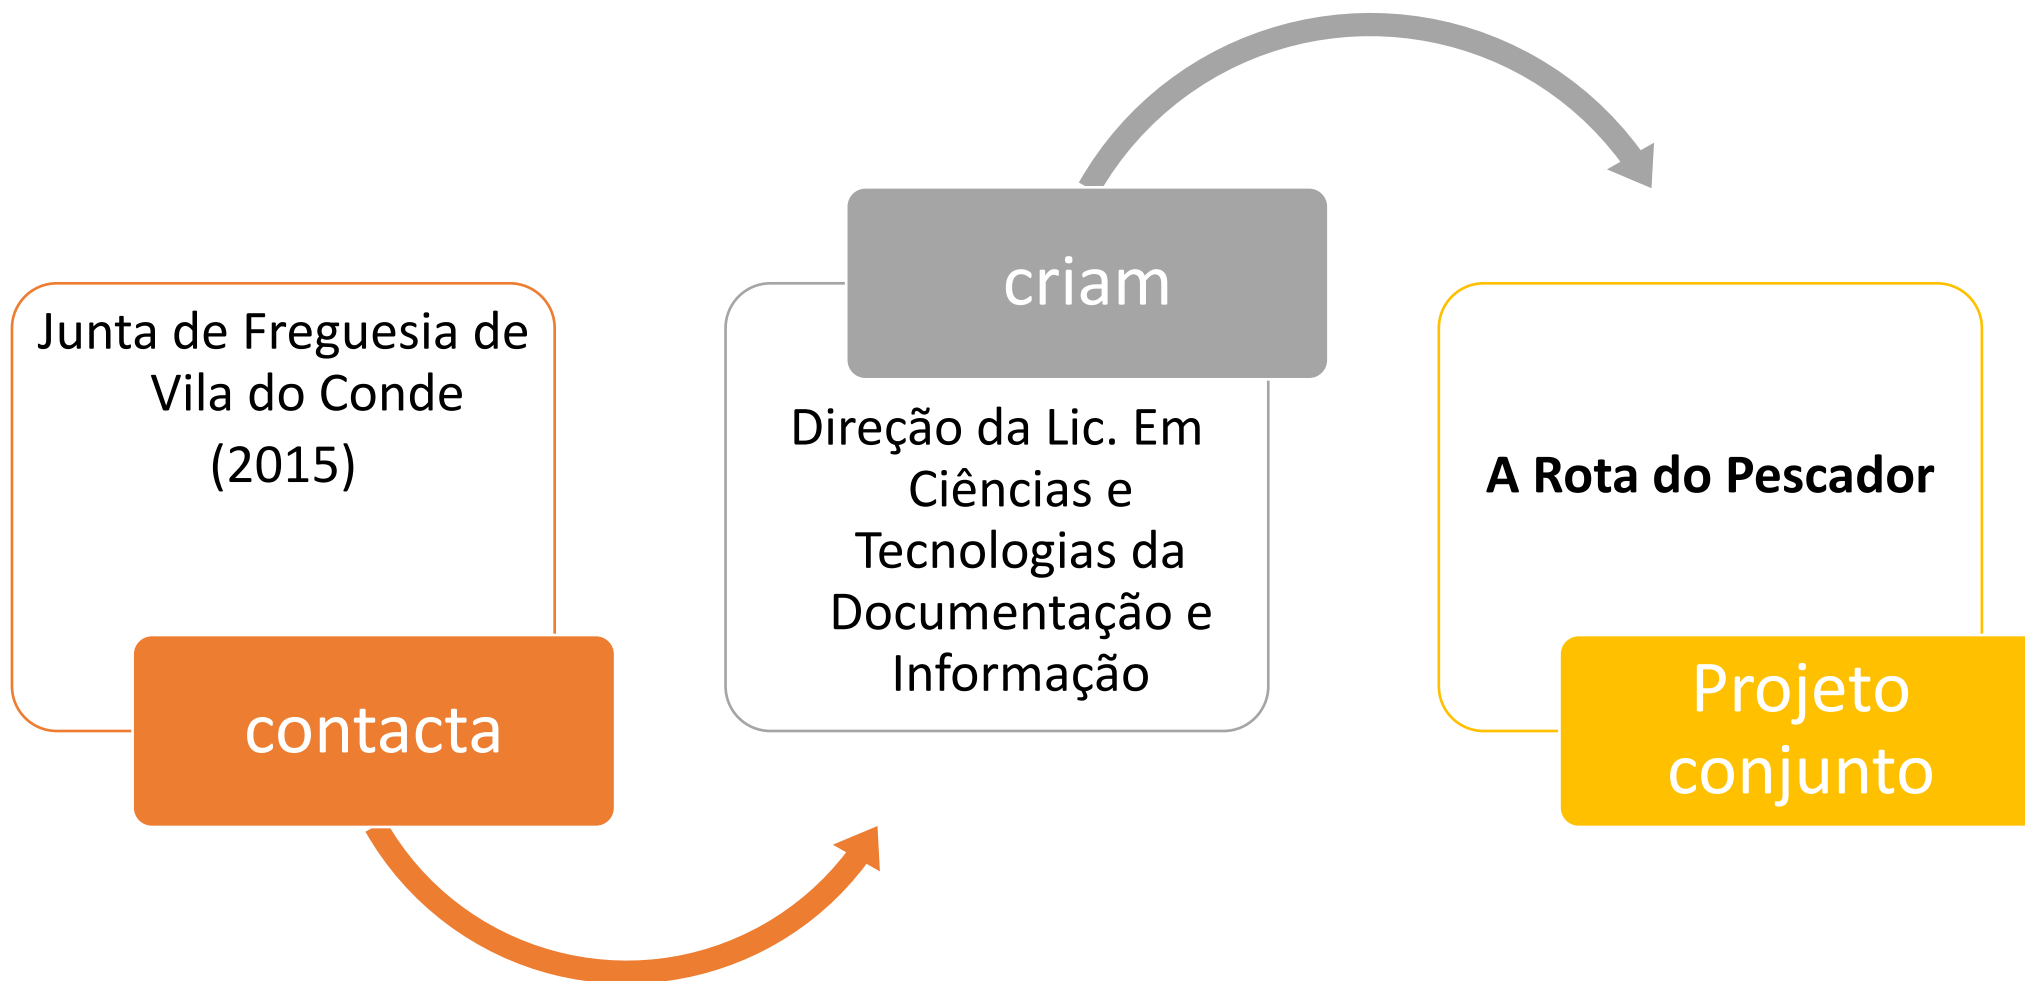 Junta de Freguesia de
Vila do Conde
(2015)
contacta
criam
Direção da Lic. Em
Ciências e
Tecnologias da
Documentação e
Informação
A Rota do Pescador
Projeto
conjunto